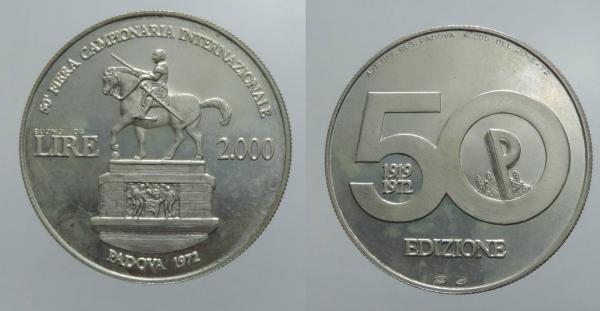 50ª FIERA CAMPIONARIA INTERNAZIONALE
BUONO DA
LIRE 2.000
PADOVA 1972
50
1919
1972
P
EDIZIONE